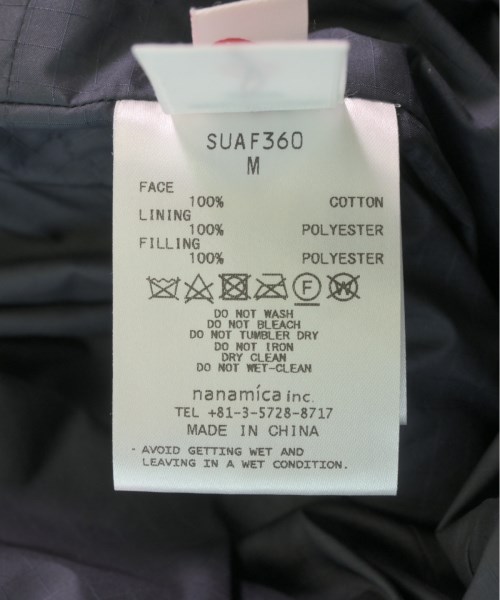 SUAF360
M
FACE
100% COTTON
LINING
100% POLYESTER
FILLING
100% POLYESTER
F W
DO NOT WASH
DO NOT BLEACH
DO NOT TUMBLER DRY
DO NOT IRON
DRY CLEAN
DO NOT WET-CLEAN
nanamica inc.
TEL +81-3-5728-8717
MADE IN CHINA
・AVOID GETTING WET AND
LEAVING IN A WET CONDITION.